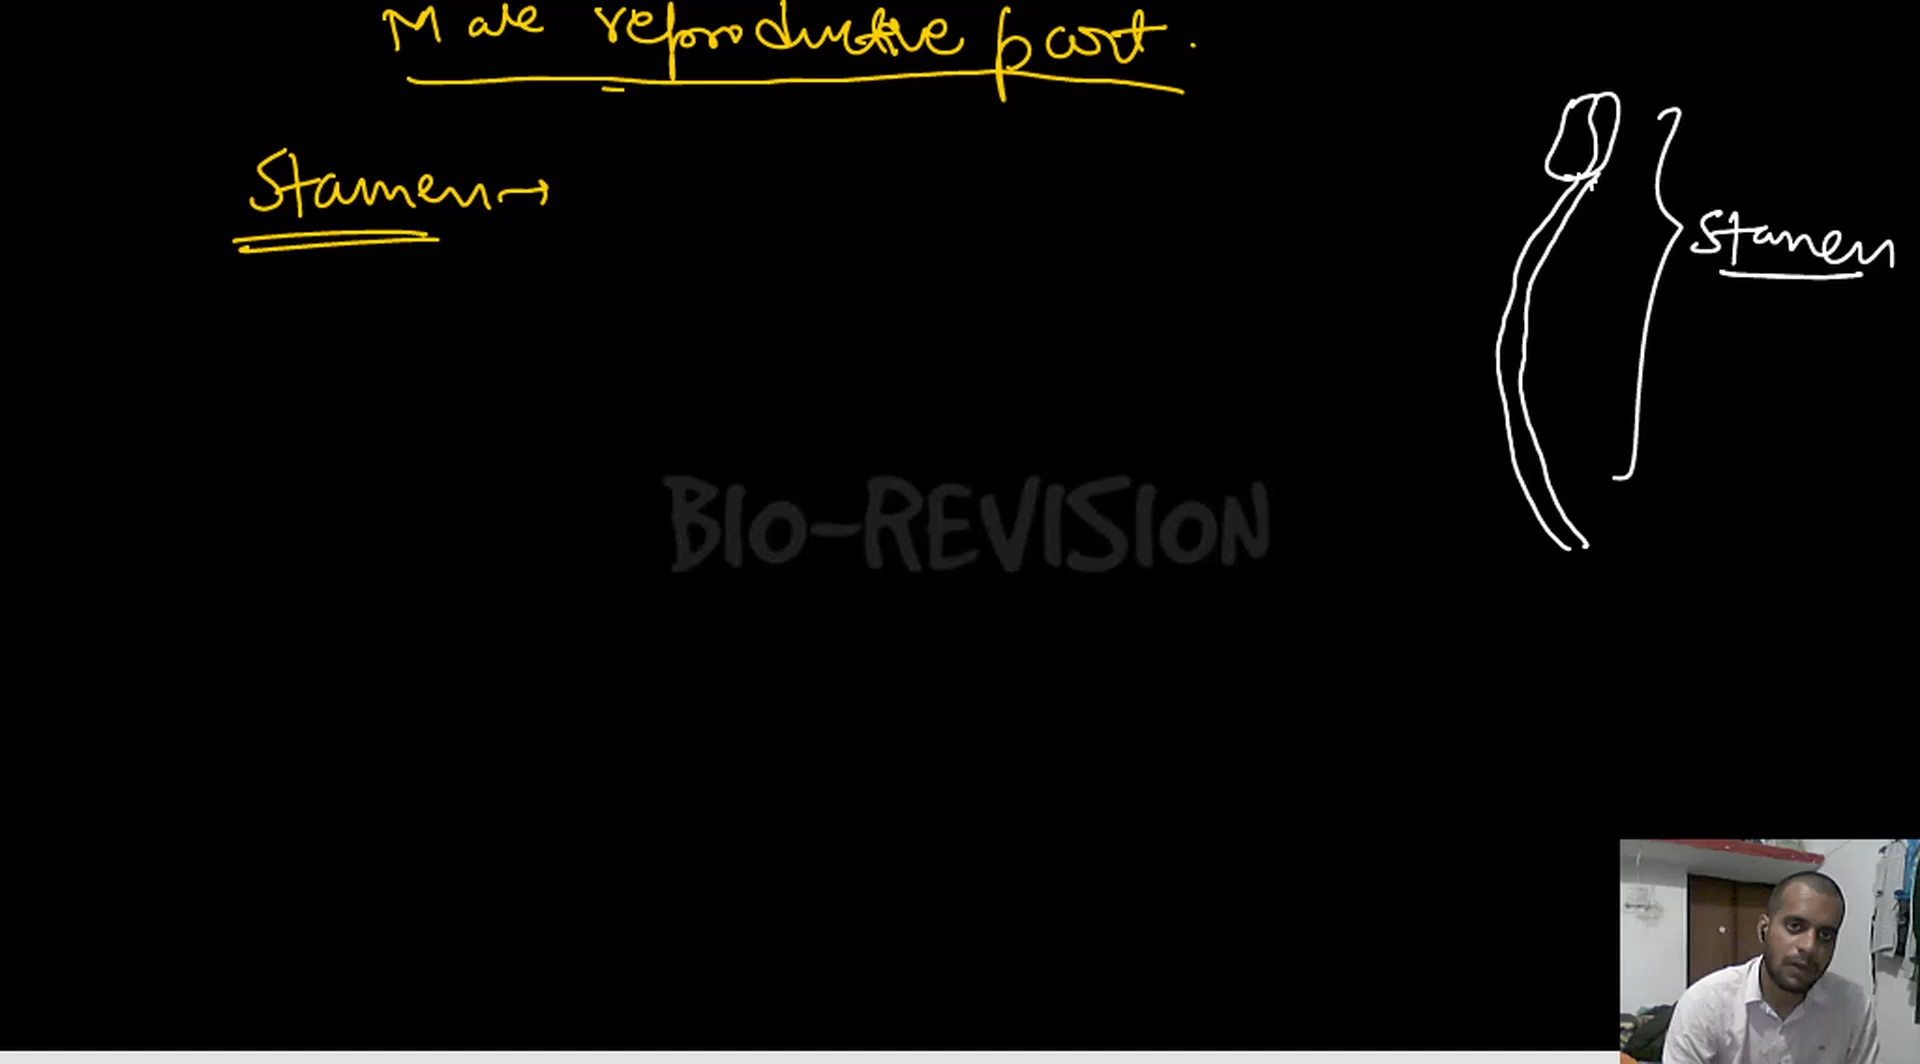 Male reproductive part.
Stamen →
Stamen
BIO-REVISION